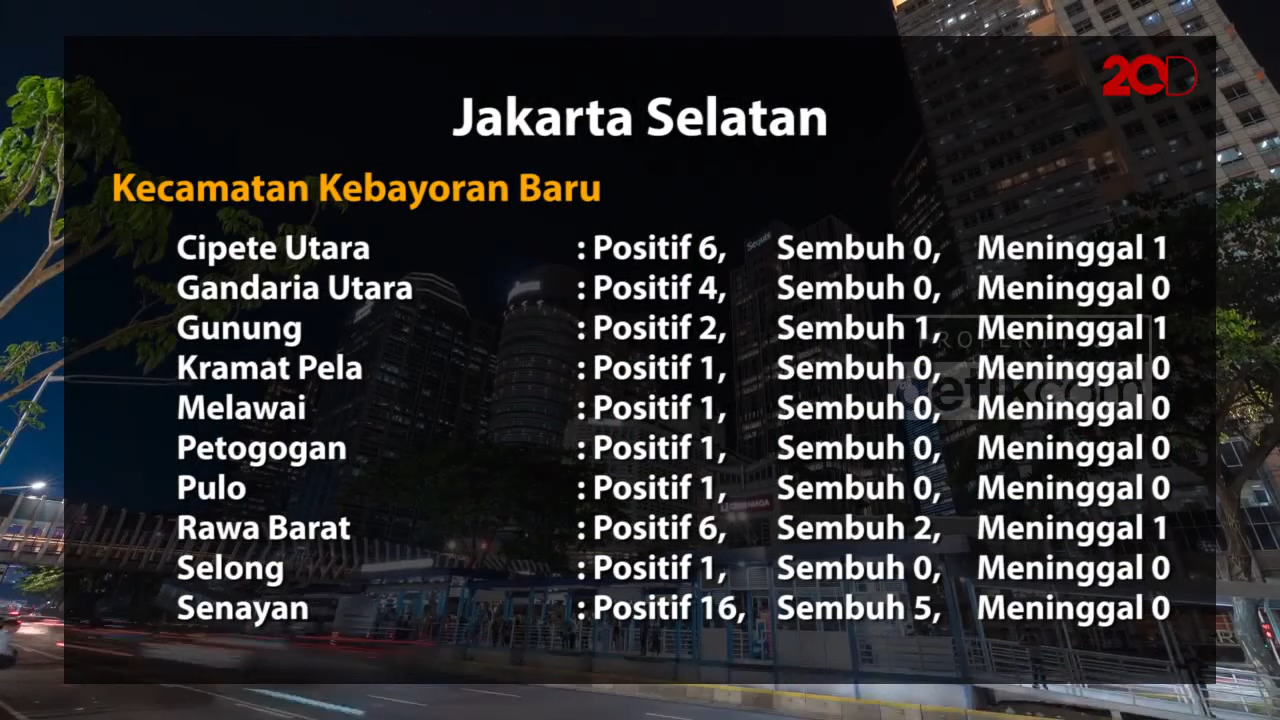 20D
Jakarta Selatan
Kecamatan Kebayoran Baru
Cipete Utara : Positif 6, Sembuh 0, Meninggal 1
Gandaria Utara : Positif 4, Sembuh 0, Meninggal 0
Gunung : Positif 2, Sembuh 1, Meninggal 1
Kramat Pela : Positif 1, Sembuh 0, Meninggal 0
Melawai : Positif 1, Sembuh 0, Meninggal 0
Petogogan : Positif 1, Sembuh 0, Meninggal 0
Pulo : Positif 1, Sembuh 0, Meninggal 0
Rawa Barat : Positif 6, Sembuh 2, Meninggal 1
Selong : Positif 1, Sembuh 0, Meninggal 0
Senayan : Positif 16, Sembuh 5, Meninggal 0